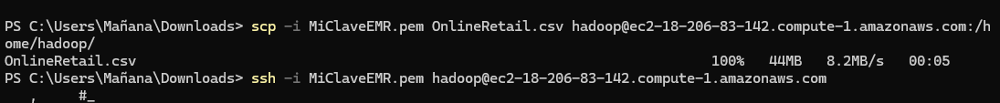 PS C:\Users\Mañana\Downloads> scp -i MiClaveEMR.pem OnlineRetail.csv hadoop@ec2-18-206-83-142.compute-1.amazonaws.com:/h
ome/hadoop/
OnlineRetail.csv 100% 44MB 8.2MB/s 00:05
PS C:\Users\Mañana\Downloads> ssh -i MiClaveEMR.pem hadoop@ec2-18-206-83-142.compute-1.amazonaws.com
, #_